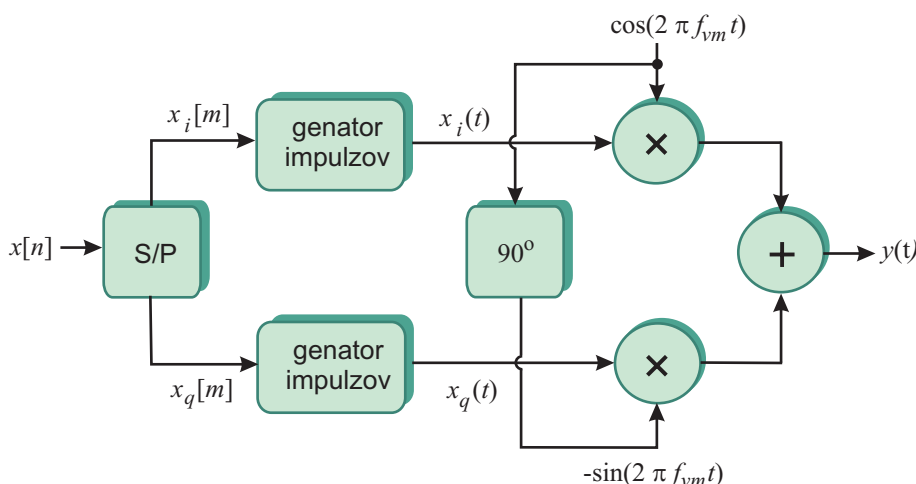 cos(2 π f_vm t)
x_i[m]
genator
impulzov
x_i(t)
×
x[n]
S/P
90°
+
y(t)
x_q[m]
genator
impulzov
x_q(t)
×
-sin(2 π f_vm t)